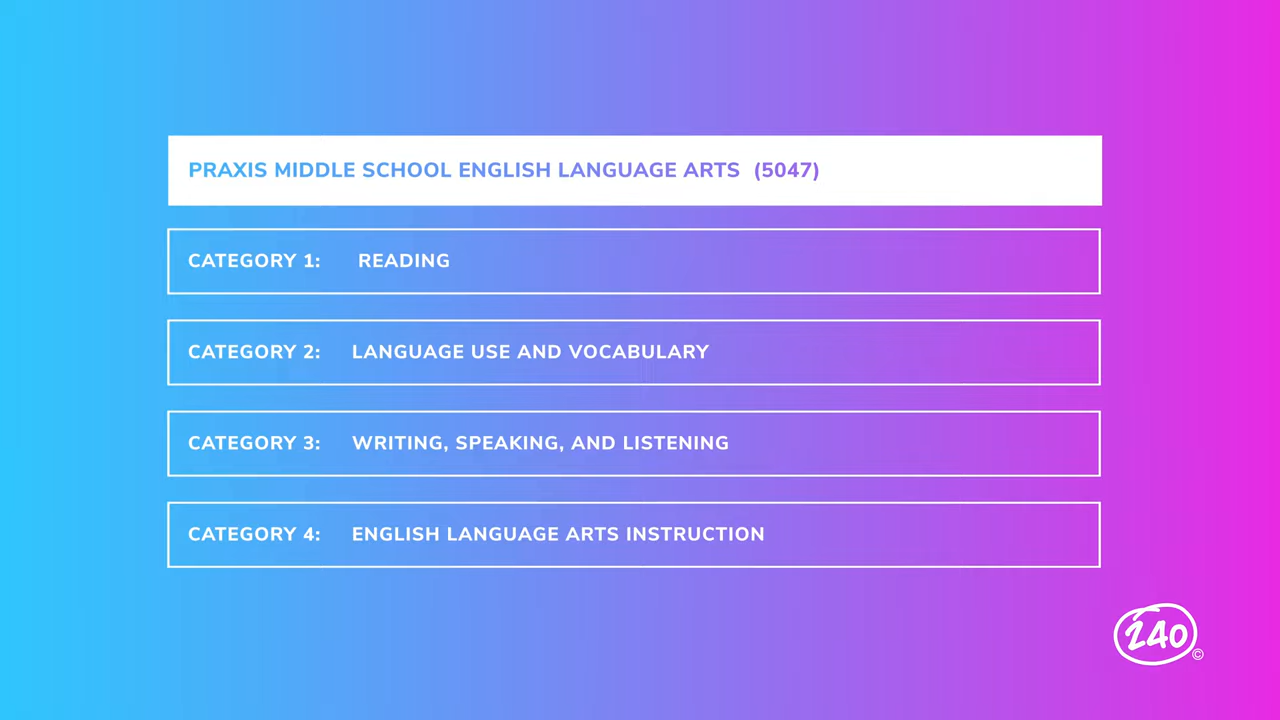 PRAXIS MIDDLE SCHOOL ENGLISH LANGUAGE ARTS (5047)
CATEGORY 1: READING
CATEGORY 2: LANGUAGE USE AND VOCABULARY
CATEGORY 3: WRITING, SPEAKING, AND LISTENING
CATEGORY 4: ENGLISH LANGUAGE ARTS INSTRUCTION
240 ©